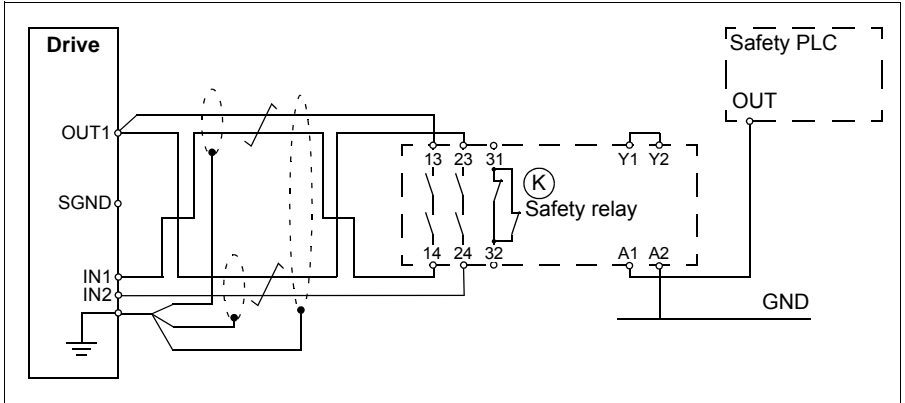 Drive
Safety PLC
OUT
OUT1
13 23 31
Y1 Y2
K
SGND
Safety relay
14 24 32
A1 A2
IN1
IN2
GND